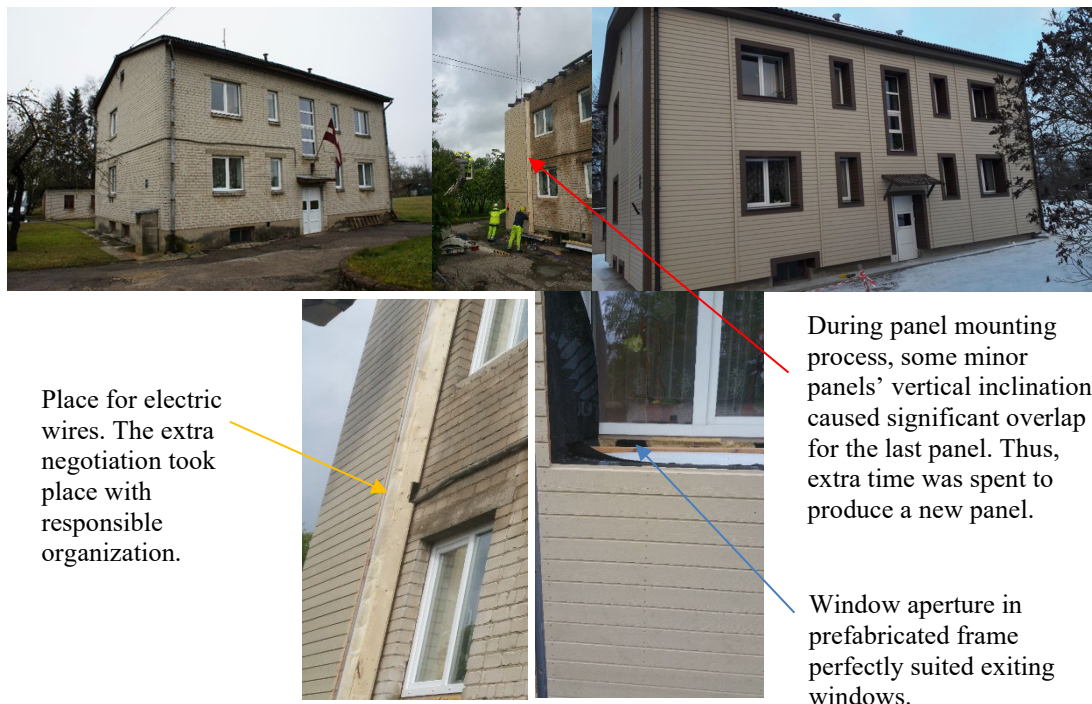 Place for electric
wires. The extra
negotiation took
place with
responsible
organization.
During panel mounting
process, some minor
panels’ vertical inclination
caused significant overlap
for the last panel. Thus,
extra time was spent to
produce a new panel.
Window aperture in
prefabricated frame
perfectly suited exiting
windows.